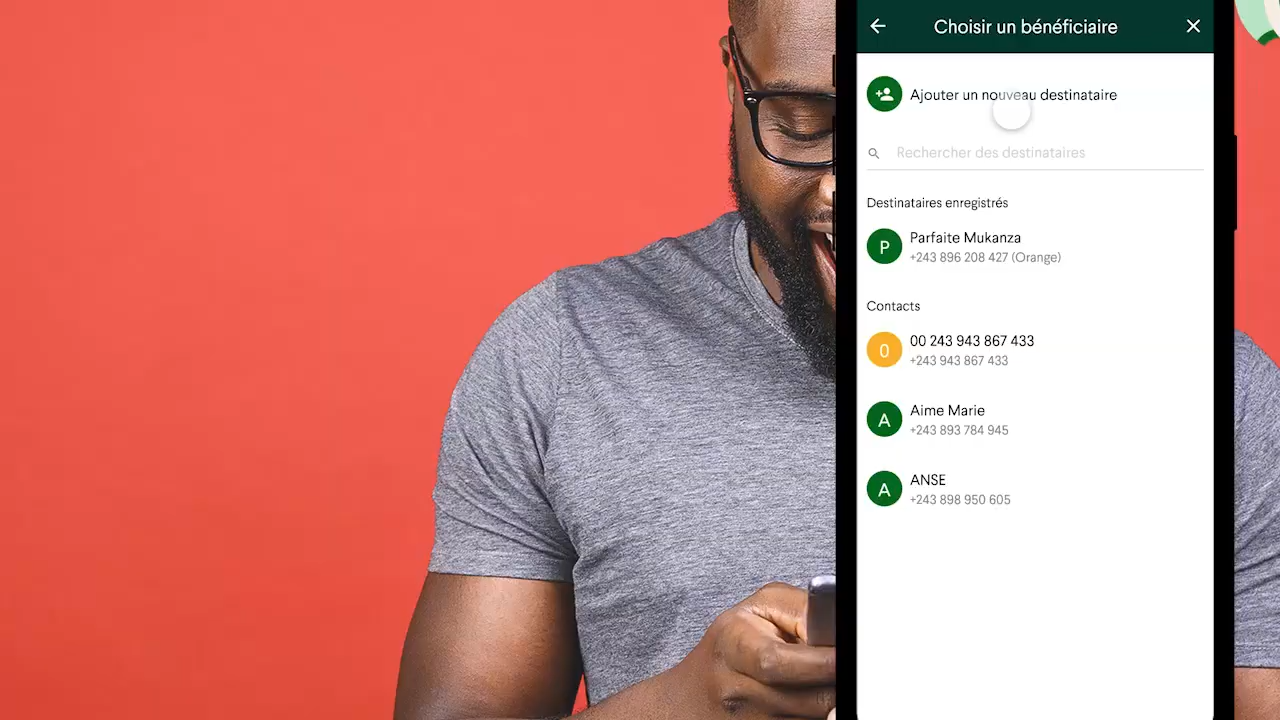 Choisir un bénéficiaire
Ajouter un nouveau destinataire
Rechercher des destinataires
Destinataires enregistrés
P
Parfaite Mukanza
+243 896 208 427 (Orange)
Contacts
0
00 243 943 867 433
+243 943 867 433
A
Aime Marie
+243 893 784 945
A
ANSE
+243 898 950 605